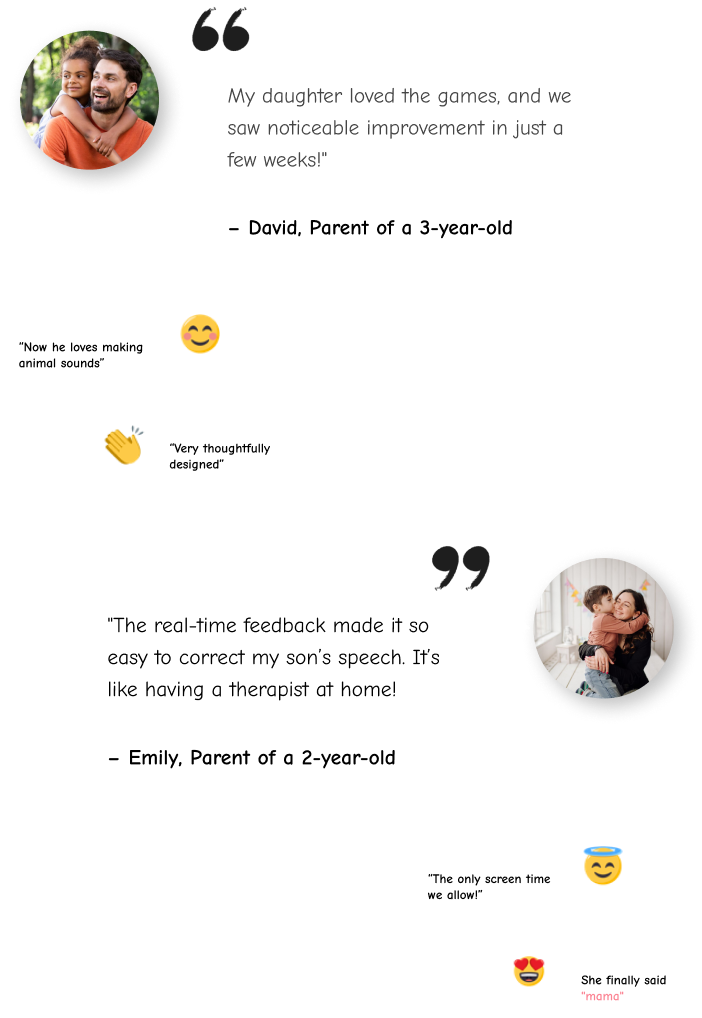 “
My daughter loved the games, and we
saw noticeable improvement in just a
few weeks!"
– David, Parent of a 3-year-old
“Now he loves making
animal sounds”
“Very thoughtfully
designed”
”
"The real-time feedback made it so
easy to correct my son’s speech. It’s
like having a therapist at home!
– Emily, Parent of a 2-year-old
“The only screen time
we allow!”
She finally said
“mama”